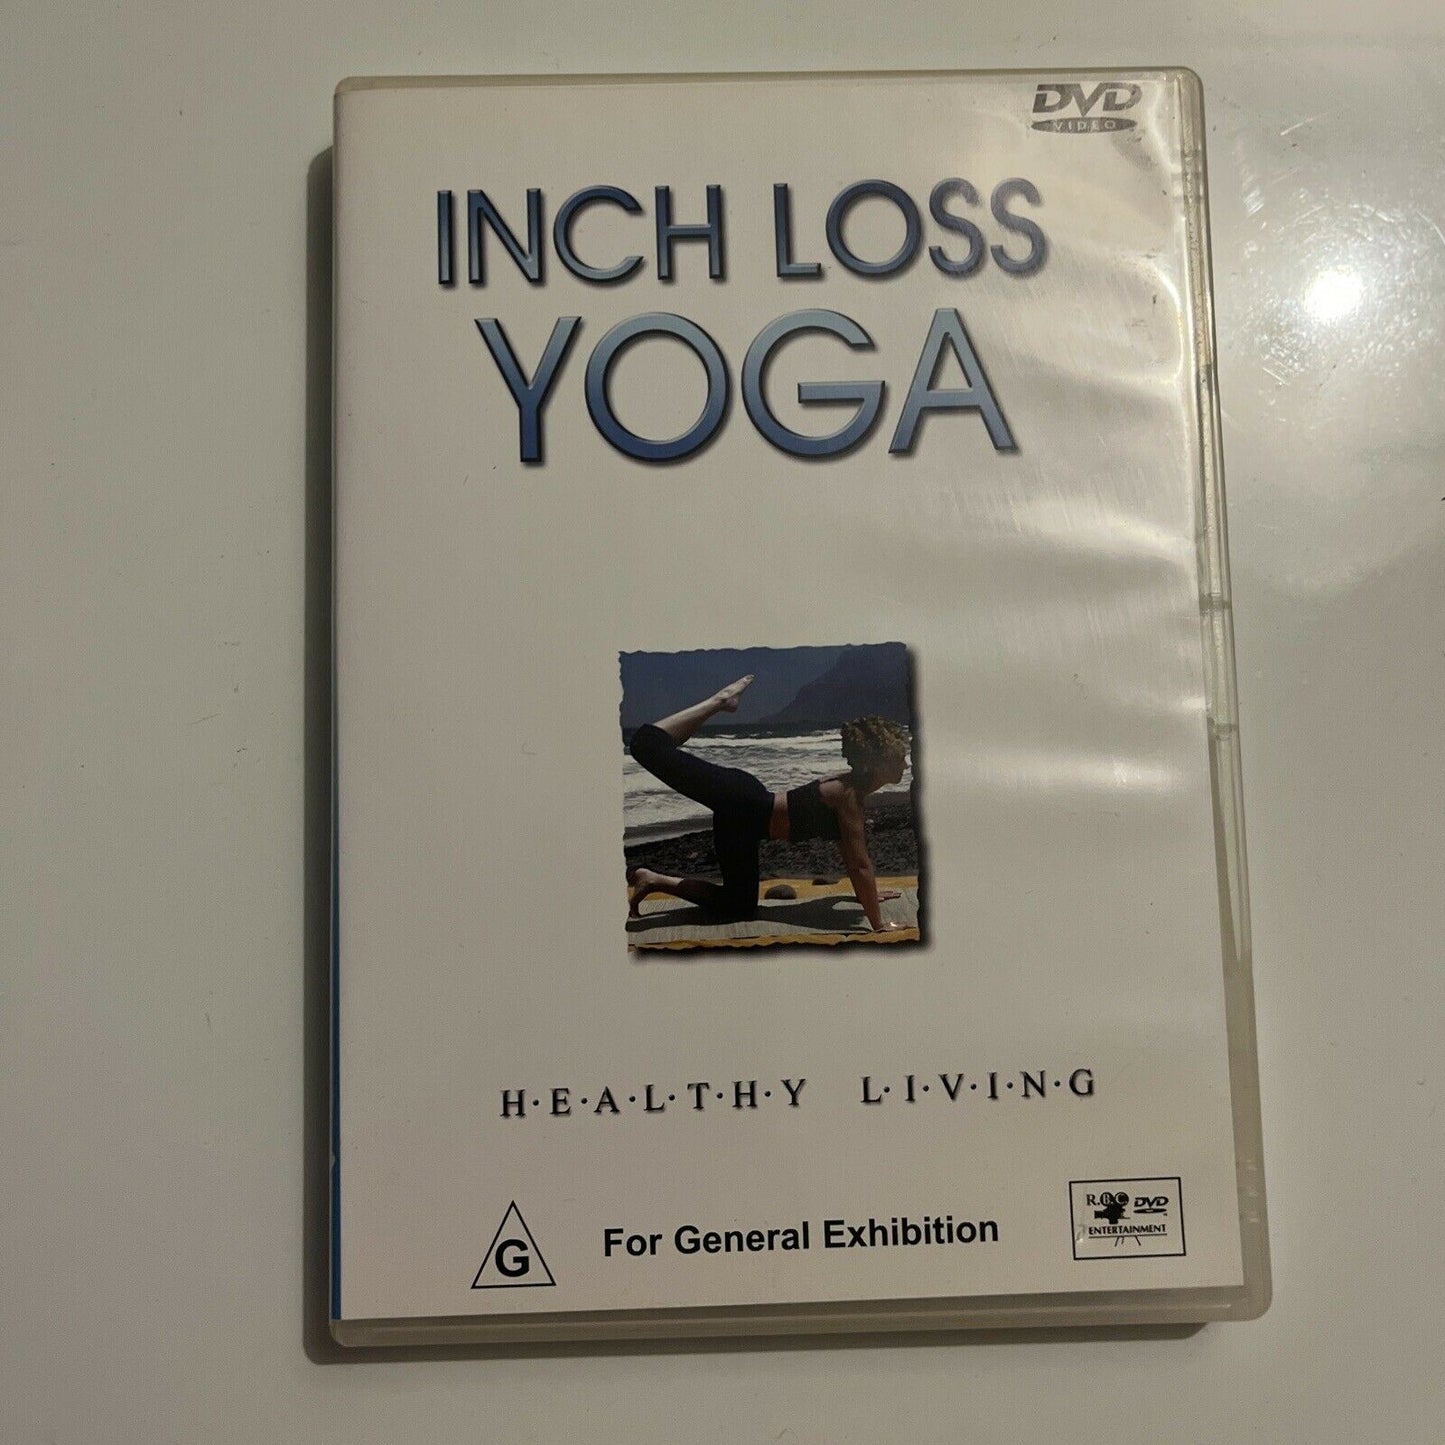 DVD
VIDEO
INCH LOSS
YOGA
H·E·A·L·T·H·Y L·I·V·I·N·G
G
For General Exhibition
R.B.C DVD
ENTERTAINMENT